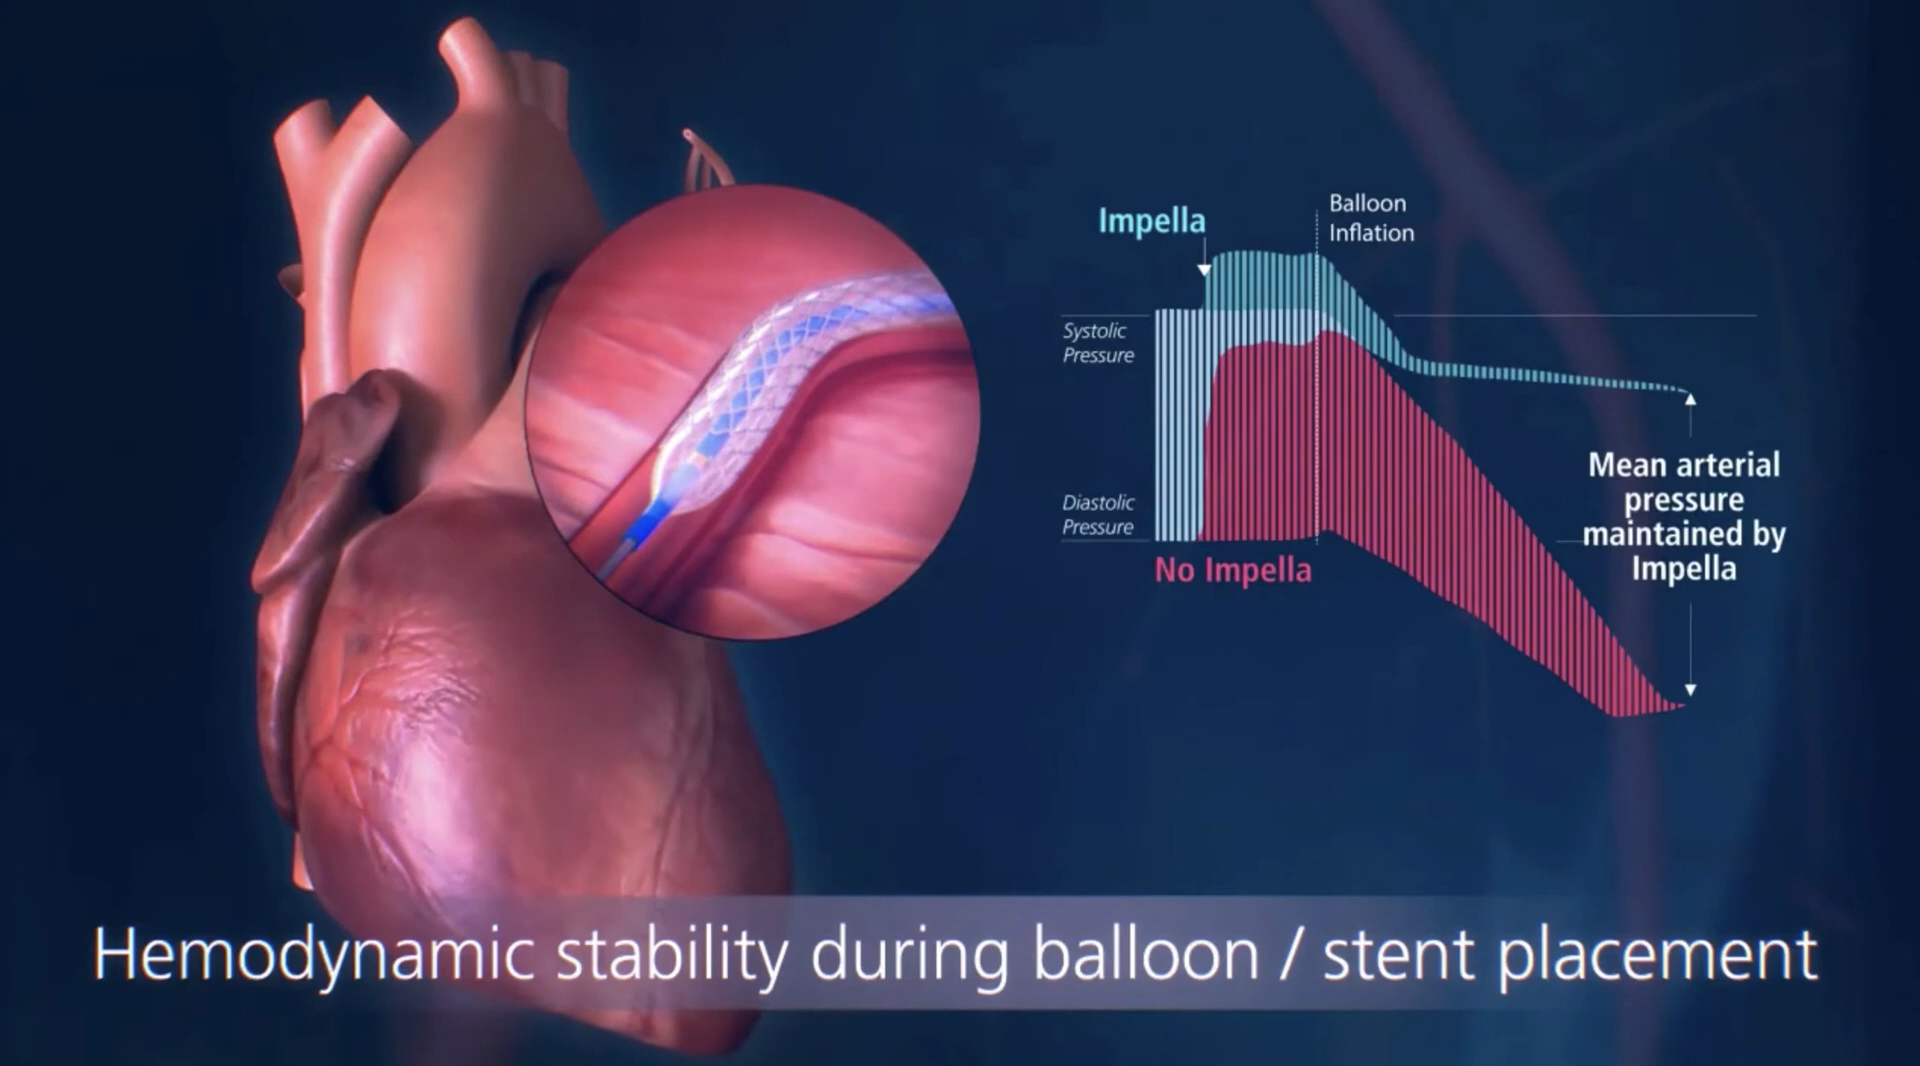 Impella
Balloon
Inflation
Systolic
Pressure
Diastolic
Pressure
No Impella
Mean arterial
pressure
maintained by
Impella
Hemodynamic stability during balloon / stent placement